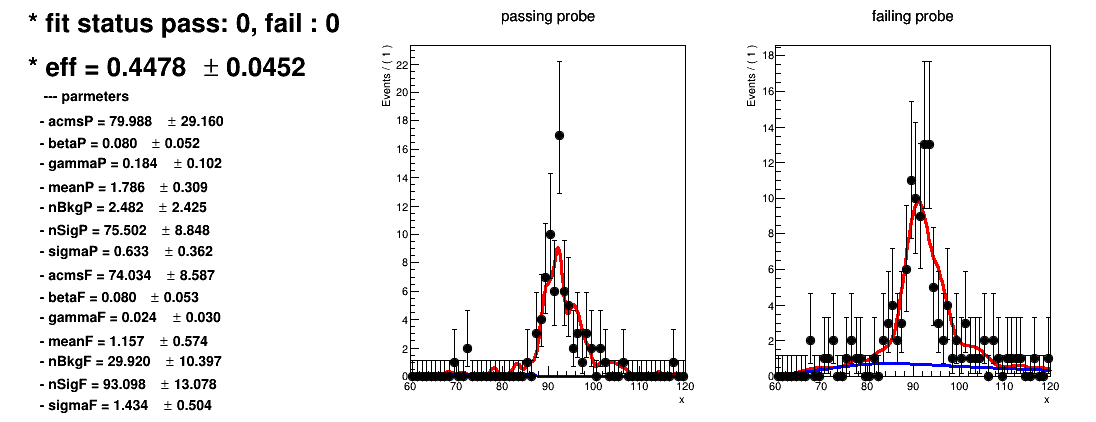 * fit status pass: 0, fail : 0
* eff = 0.4478 ± 0.0452
--- parmeters
- acmsP = 79.988 ± 29.160
- betaP = 0.080 ± 0.052
- gammaP = 0.184 ± 0.102
- meanP = 1.786 ± 0.309
- nBkgP = 2.482 ± 2.425
- nSigP = 75.502 ± 8.848
- sigmaP = 0.633 ± 0.362
- acmsF = 74.034 ± 8.587
- betaF = 0.080 ± 0.053
- gammaF = 0.024 ± 0.030
- meanF = 1.157 ± 0.574
- nBkgF = 29.920 ± 10.397
- nSigF = 93.098 ± 13.078
- sigmaF = 1.434 ± 0.504
passing probe
Events / ( 1 )
22
20
18
16
14
12
10
8
6
4
2
0
60 70 80 90 100 110 120
x
failing probe
Events / ( 1 )
18
16
14
12
10
8
6
4
2
0
60 70 80 90 100 110 120
x